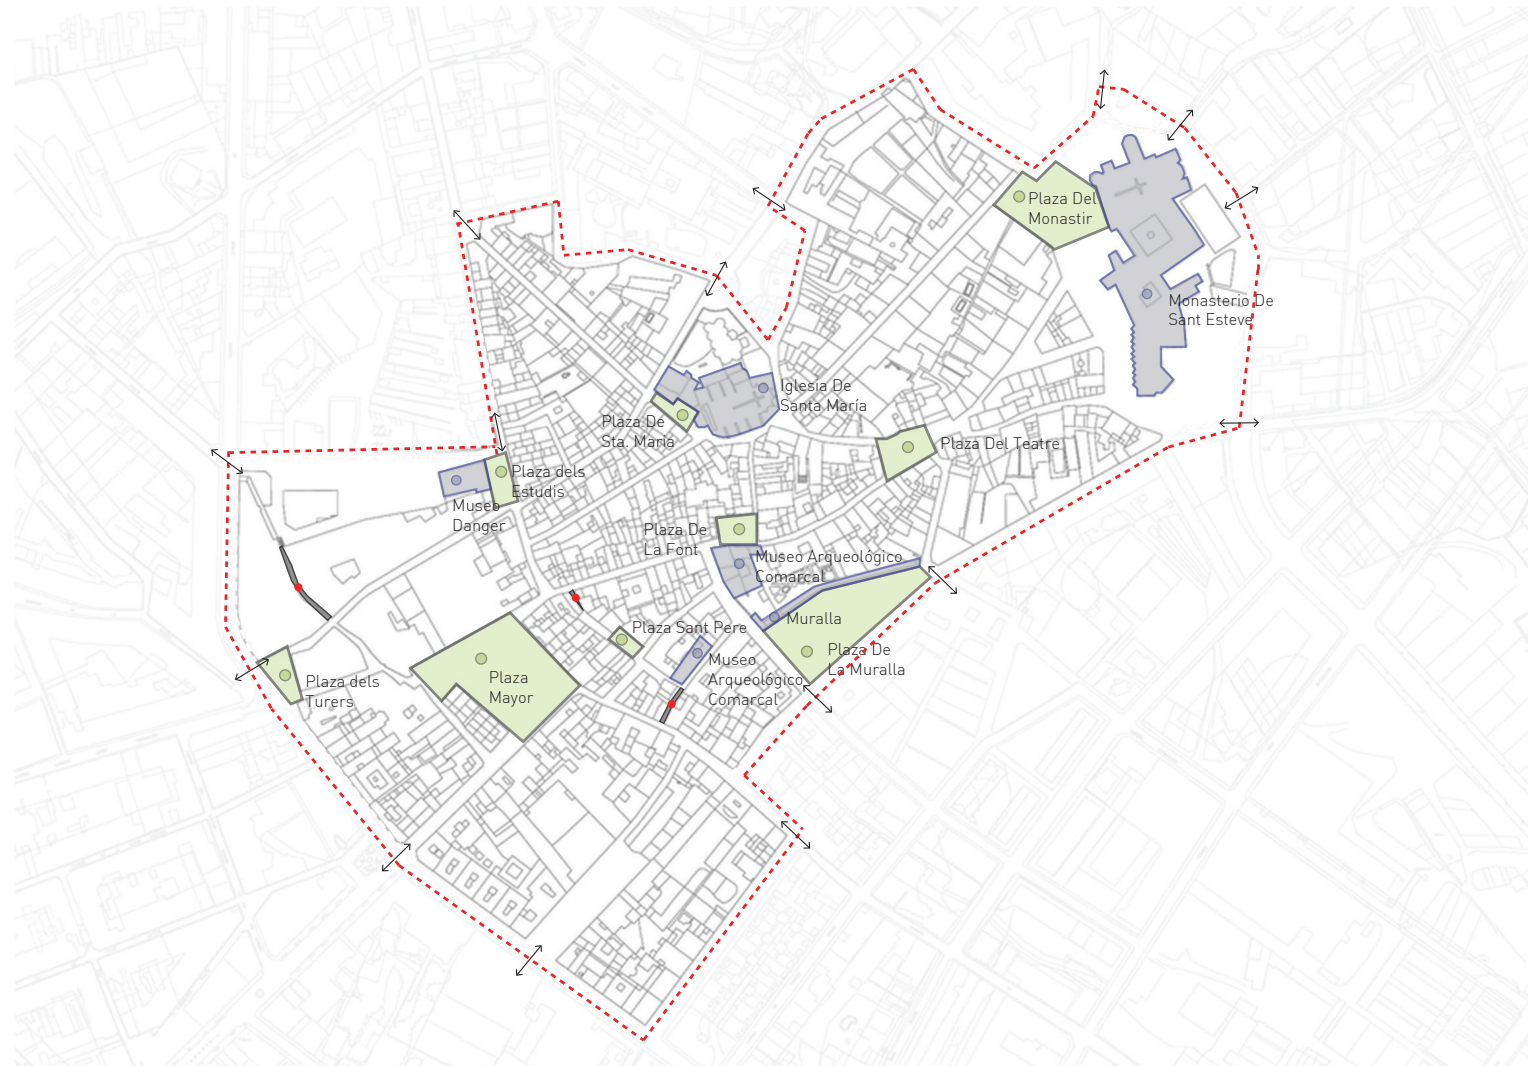 Plaza Del
Monastir
Monasterio De
Sant Esteve
Iglesia De
Santa María
Plaza De
Sta. María
Plaza Del Teatre
Plaza dels
Estudis
Museo
Danger
Plaza De
La Font
Museo Arqueológico
Comarcal
Muralla
Plaza Sant Pere
Plaza De
La Muralla
Museo
Arqueológico
Comarcal
Plaza
Mayor
Plaza dels
Turers